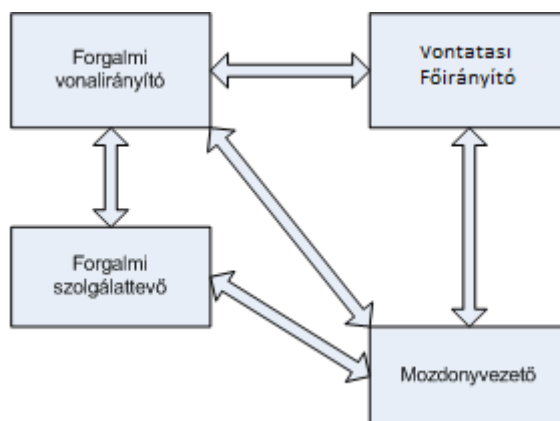 Forgalmi
vonalirányító
Vontatasi
Főirányító
Forgalmi
szolgálattevő
Mozdonyvezető